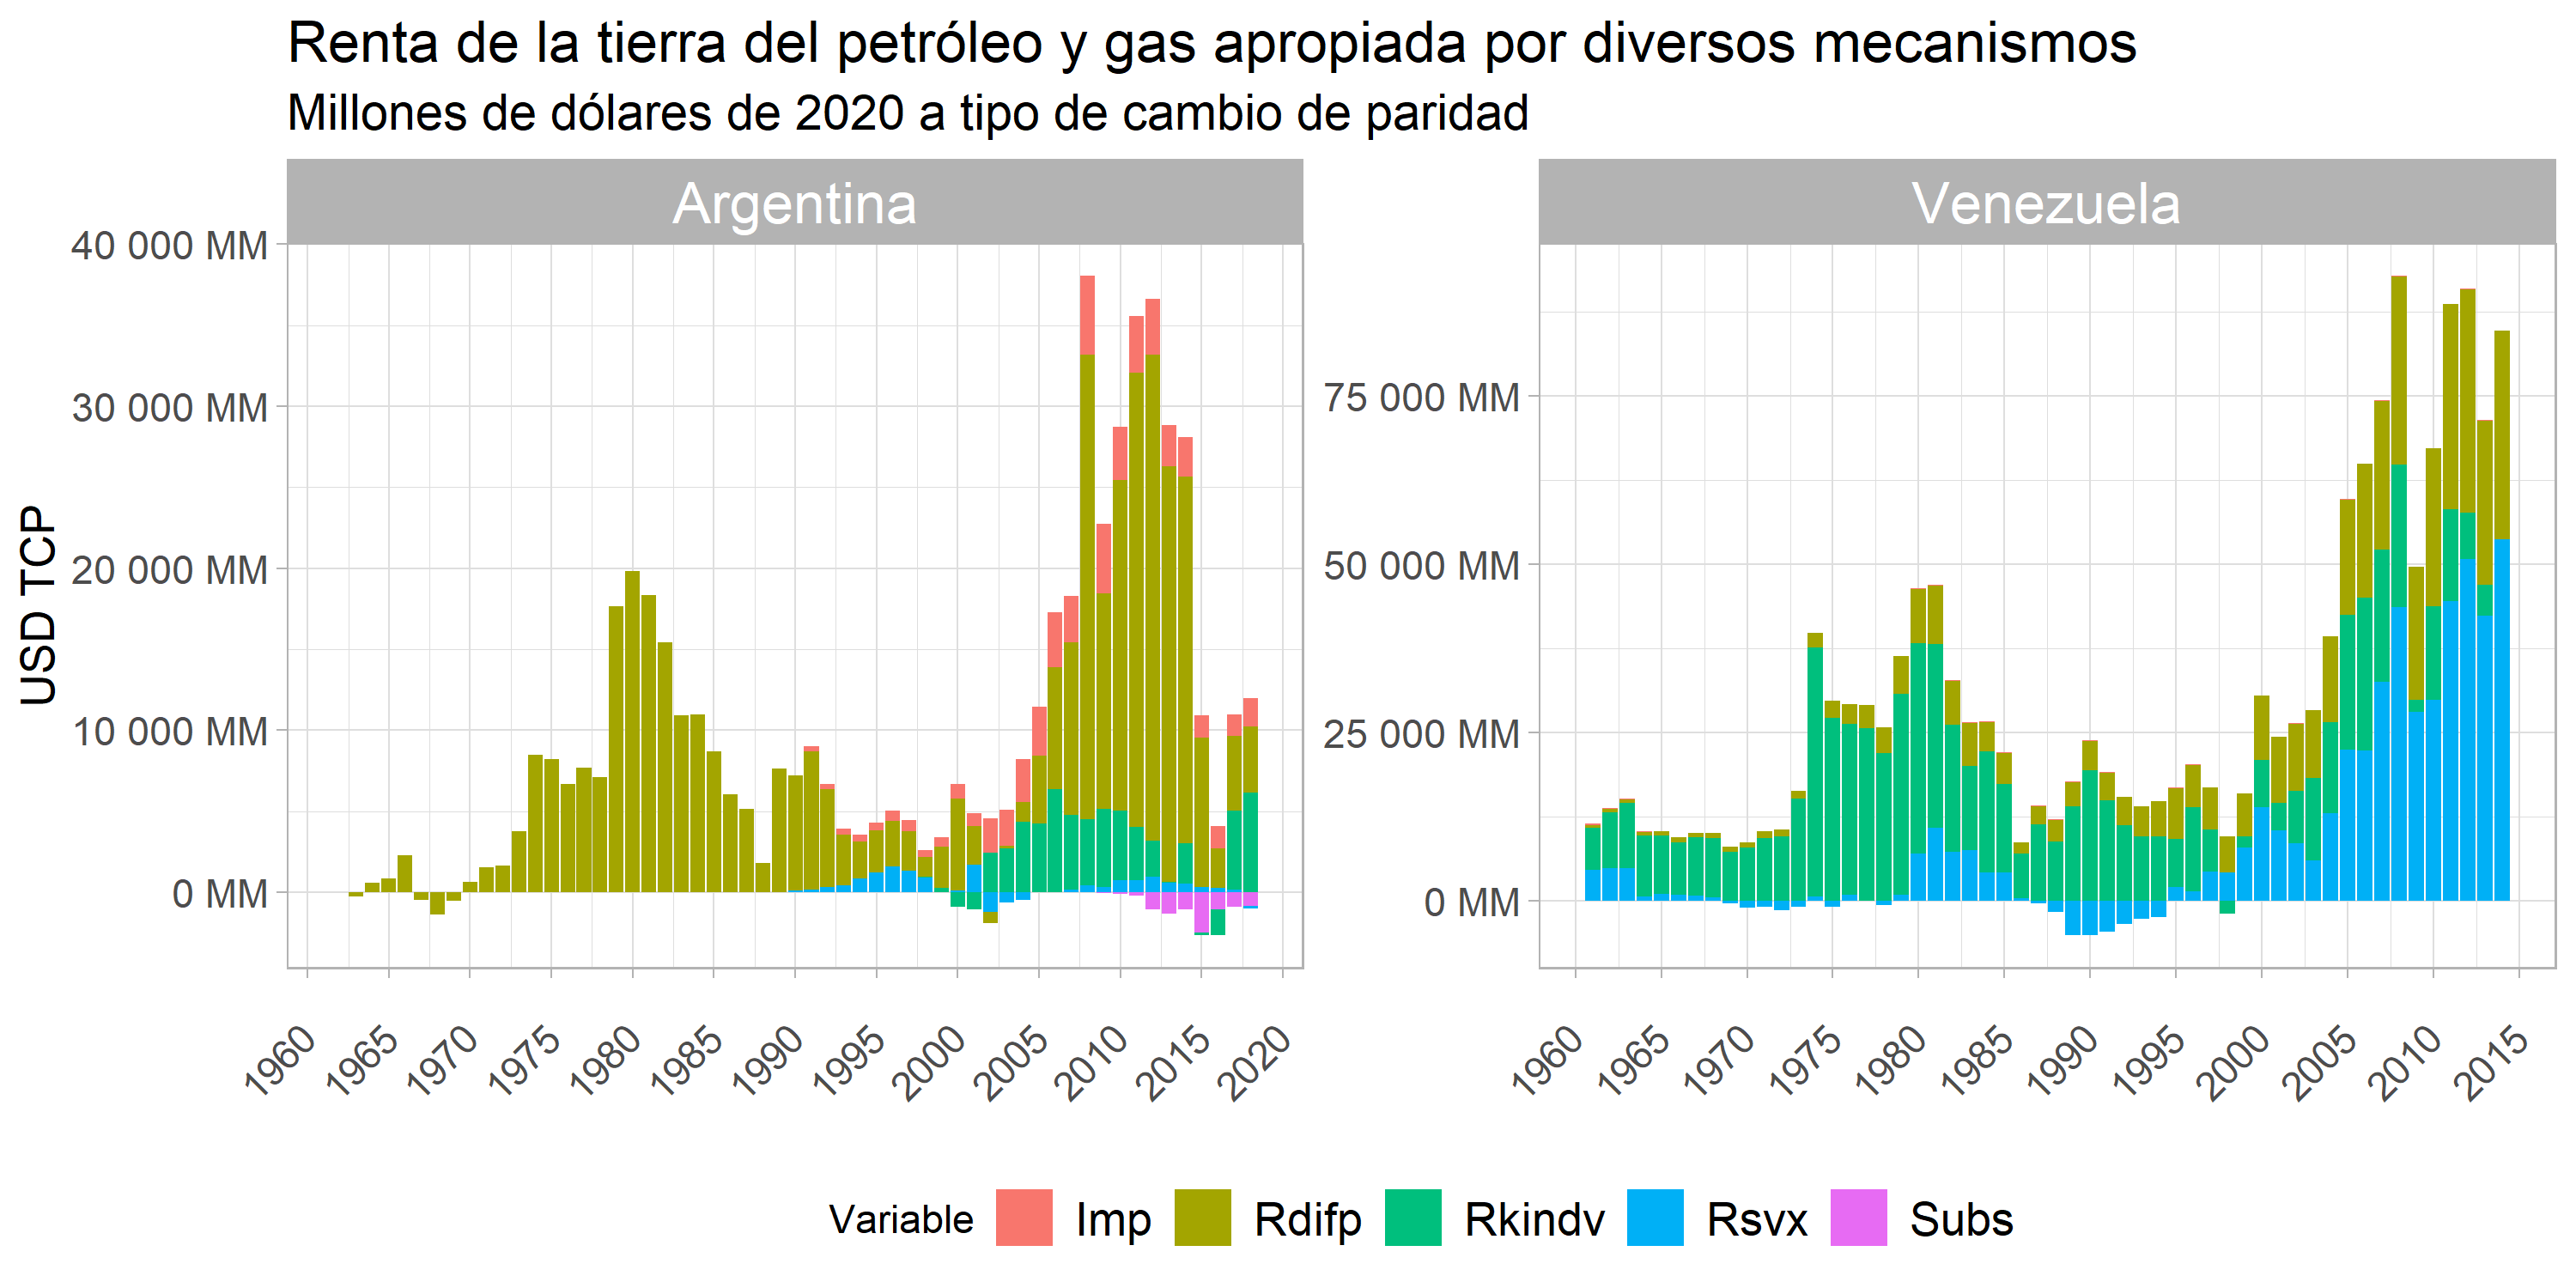 Renta de la tierra del petróleo y gas apropiada por diversos mecanismos
Millones de dólares de 2020 a tipo de cambio de paridad
Argentina
Venezuela
USD TCP
40 000 MM
30 000 MM
20 000 MM
10 000 MM
0 MM
75 000 MM
50 000 MM
25 000 MM
0 MM
1960 1965 1970 1975 1980 1985 1990 1995 2000 2005 2010 2015 2020
1960 1965 1970 1975 1980 1985 1990 1995 2000 2005 2010 2015
Variable Imp Rdifp Rkindv Rsvx Subs